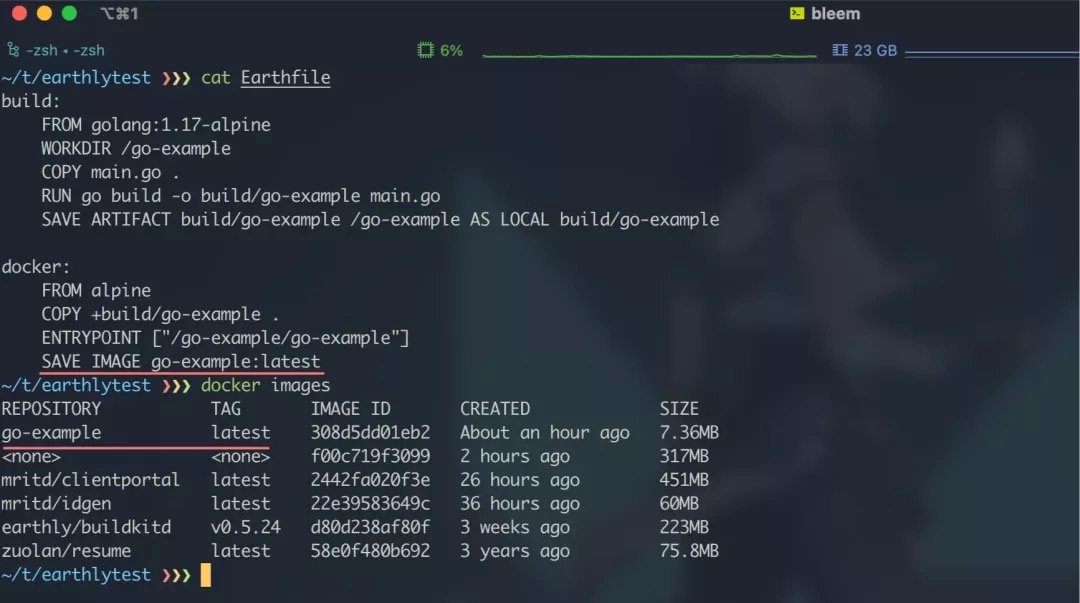 ⌥⌘1
bleem
-zsh ◂ -zsh
6%
23 GB
~/t/earthlytest ❯❯❯ cat Earthfile
build:
    FROM golang:1.17-alpine
    WORKDIR /go-example
    COPY main.go .
    RUN go build -o build/go-example main.go
    SAVE ARTIFACT build/go-example /go-example AS LOCAL build/go-example

docker:
    FROM alpine
    COPY +build/go-example .
    ENTRYPOINT ["/go-example/go-example"]
    SAVE IMAGE go-example:latest
~/t/earthlytest ❯❯❯ docker images
REPOSITORY           TAG       IMAGE ID       CREATED             SIZE
go-example           latest    308d5dd01eb2   About an hour ago   7.36MB
<none>               <none>    f00c719f3099   2 hours ago         317MB
mritd/clientportal   latest    2442fa020f3e   26 hours ago        451MB
mritd/idgen          latest    22e39583649c   36 hours ago        60MB
earthly/buildkitd    v0.5.24   d80d238af80f   3 weeks ago         223MB
zuolan/resume        latest    58e0f480b692   3 years ago         75.8MB
~/t/earthlytest ❯❯❯